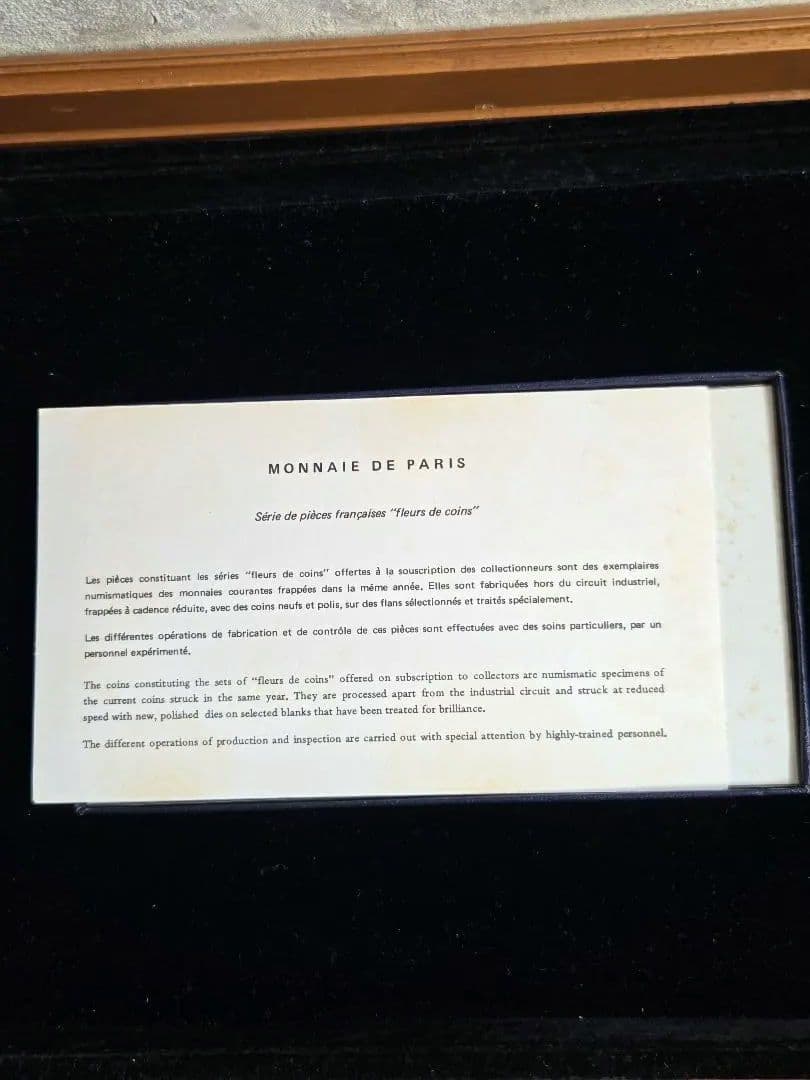 MONNAIE DE PARIS
Série de pièces françaises "fleurs de coins"
Les pièces constituant les séries "fleurs de coins" offertes à la souscription des collectionneurs sont des exemplaires
numismatiques des monnaies courantes frappées dans la même année. Elles sont fabriquées hors du circuit industriel,
frappées à cadence réduite, avec des coins neufs et polis, sur des flans sélectionnés et traités spécialement.
Les différentes opérations de fabrication et de contrôle de ces pièces sont effectuées avec des soins particuliers, par un
personnel expérimenté.
The coins constituting the sets of "fleurs de coins" offered on subscription to collectors are numismatic specimens of
the current coins struck in the same year. They are processed apart from the industrial circuit and struck at reduced
speed with new, polished dies on selected blanks that have been treated for brilliance.
The different operations of production and inspection are carried out with special attention by highly-trained personnel.